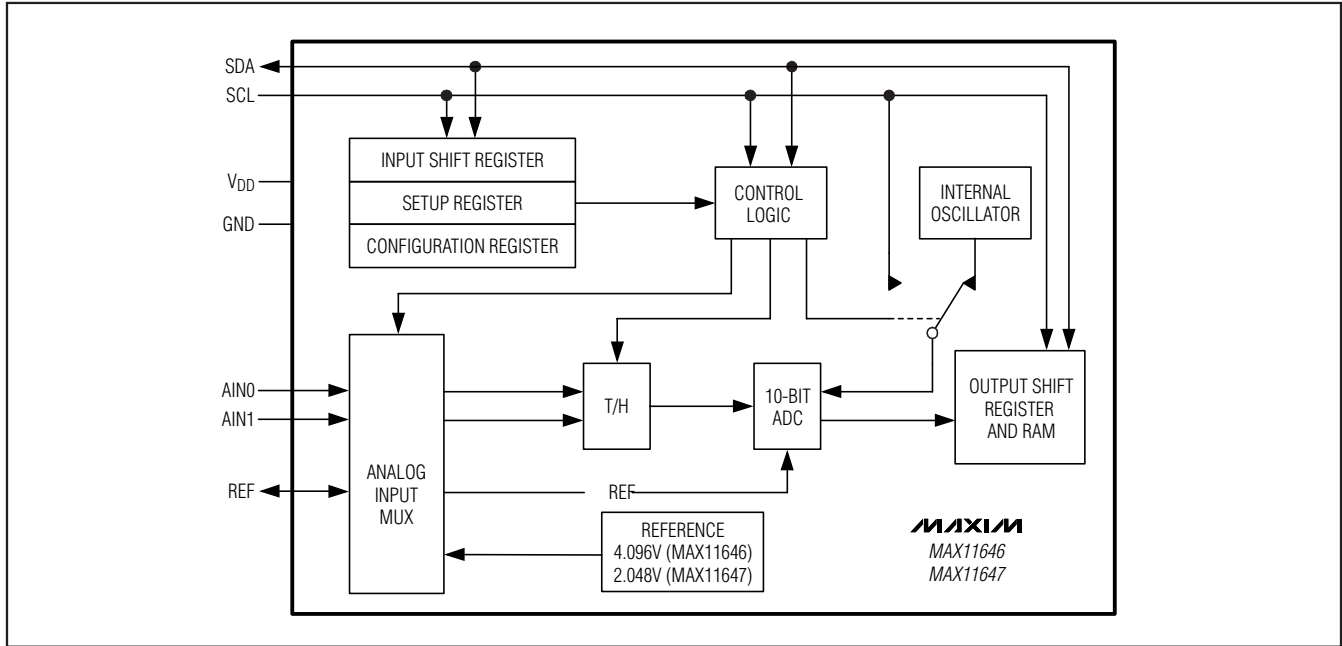 SDA
SCL
VDD
GND
AIN0
AIN1
REF
INPUT SHIFT REGISTER
SETUP REGISTER
CONFIGURATION REGISTER
CONTROL
LOGIC
INTERNAL
OSCILLATOR
ANALOG
INPUT
MUX
T/H
10-BIT
ADC
OUTPUT SHIFT
REGISTER
AND RAM
REF
REFERENCE
4.096V (MAX11646)
2.048V (MAX11647)
MAXIM
MAX11646
MAX11647